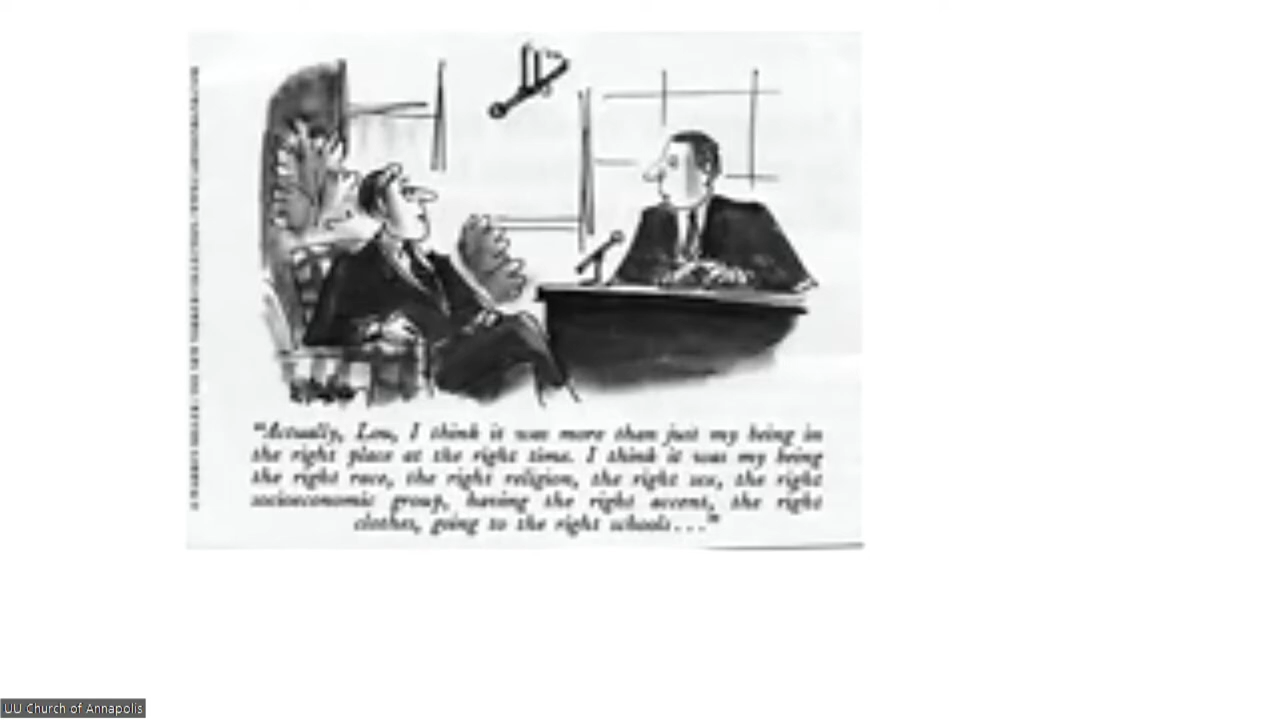 "Actually, Lou, I think it was more than just my being in
the right place at the right time. I think it was my being
the right race, the right religion, the right sex, the right
socioeconomic group, having the right accent, the right
clothes, going to the right schools..."
UU Church of Annapolis